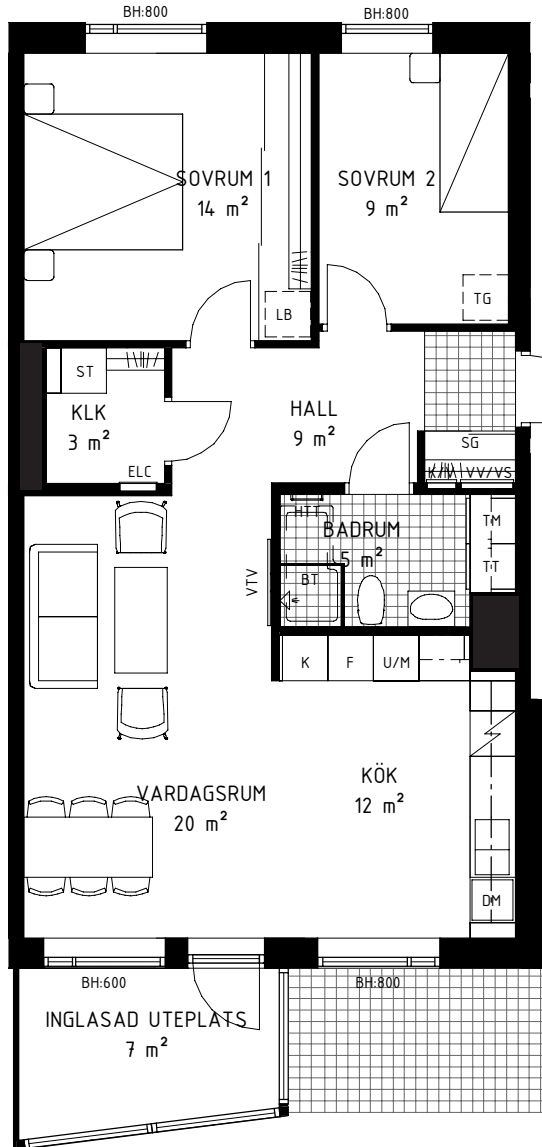 BH:800
BH:800
SOVRUM 1
14 m²
SOVRUM 2
9 m²
LB
TG
ST
KLK
3 m²
ELC
HALL
9 m²
SG
K/M VV/VS
HTT
BADRUM
5 m²
BT
TM
TT
VTV
K
F
U/M
KÖK
12 m²
VARDAGSRUM
20 m²
DM
BH:600
BH:800
INGLASAD UTEPLATS
7 m²